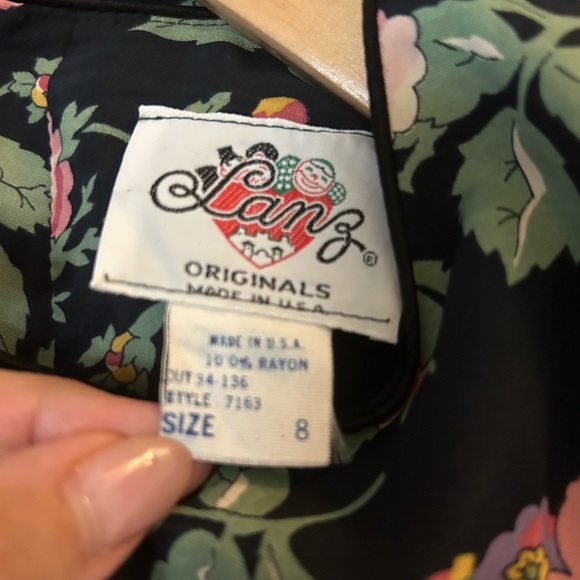 Lanz®
ORIGINALS
MADE IN U.S.A
MADE IN U.S.A.
100% RAYON
CUT 34-136
STYLE 7163
SIZE 8